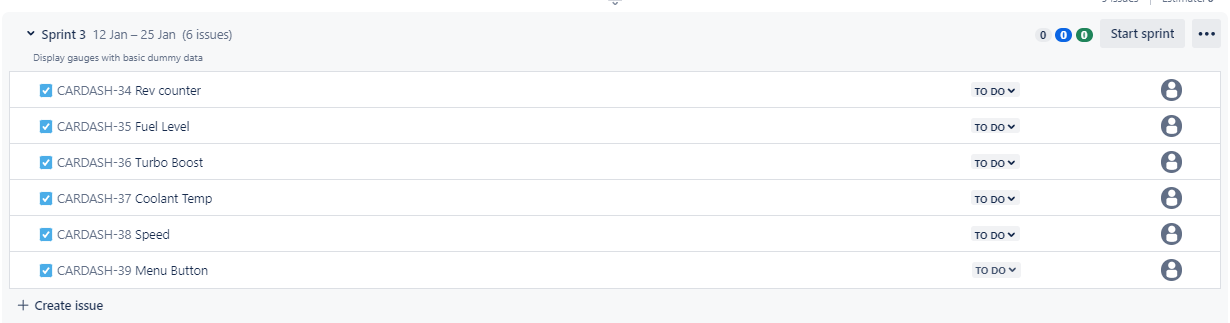 Sprint 3 12 Jan – 25 Jan (6 issues) 0 0 0 Start sprint
Display gauges with basic dummy data
CARDASH-34 Rev counter TO DO
CARDASH-35 Fuel Level TO DO
CARDASH-36 Turbo Boost TO DO
CARDASH-37 Coolant Temp TO DO
CARDASH-38 Speed TO DO
CARDASH-39 Menu Button TO DO
+ Create issue